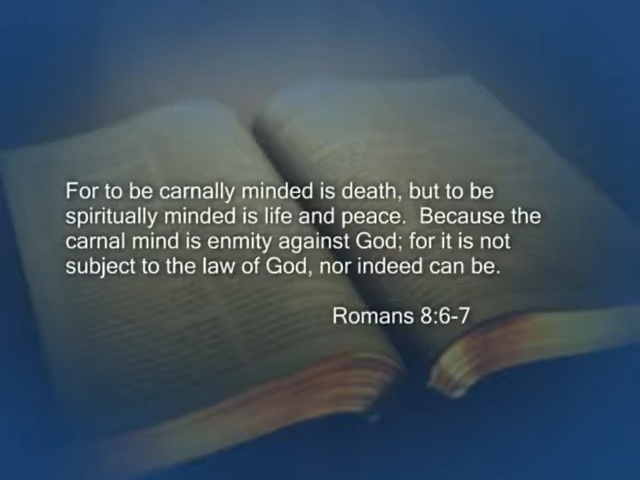 For to be carnally minded is death, but to be
spiritually minded is life and peace.  Because the
carnal mind is enmity against God; for it is not
subject to the law of God, nor indeed can be.
Romans 8:6-7